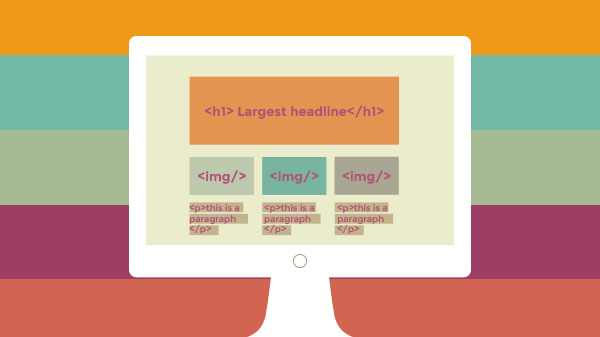 <h1> Largest headline</h1>
<img/> <img/> <img/>
<p>this is a
paragraph
</p>
<p>this is a
paragraph
</p>
<p>this is a
paragraph
</p>